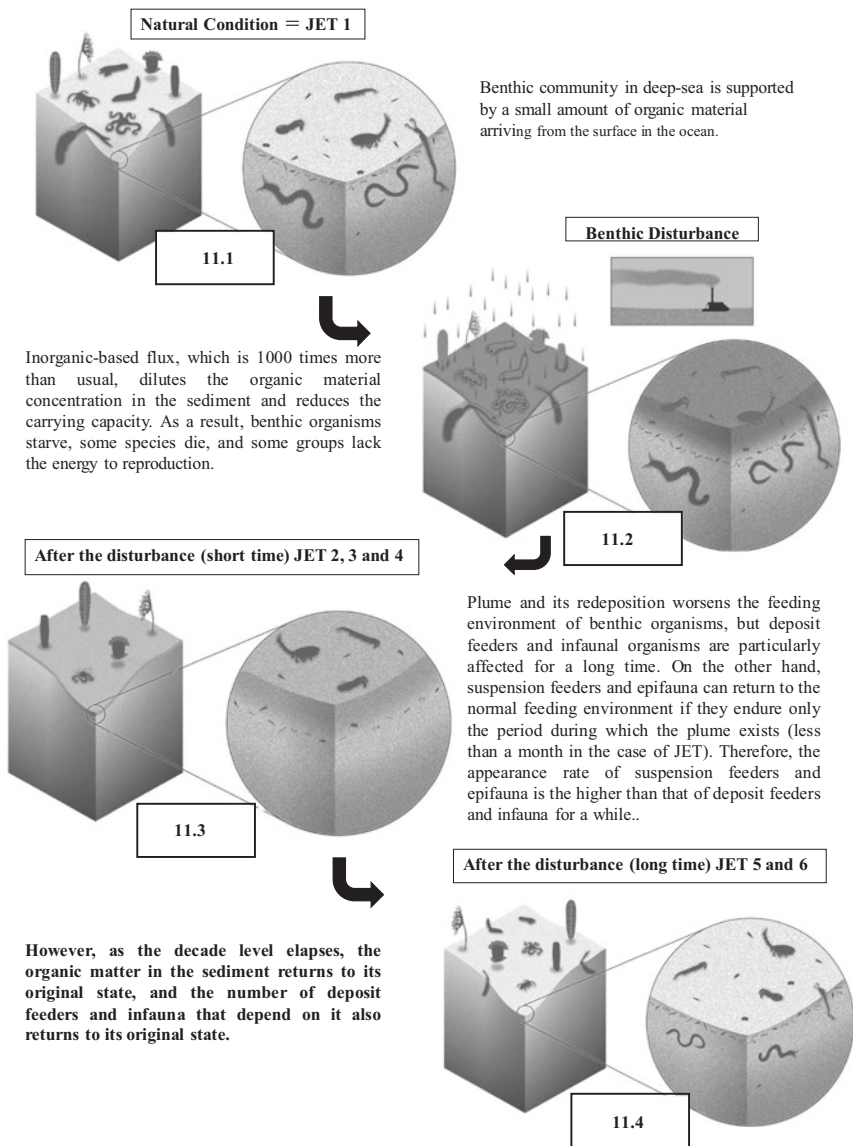 Natural Condition = JET 1
Benthic community in deep-sea is supported
by a small amount of organic material
arriving from the surface in the ocean.
11.1
Benthic Disturbance
Inorganic-based flux, which is 1000 times more
than usual, dilutes the organic material
concentration in the sediment and reduces the
carrying capacity. As a result, benthic organisms
starve, some species die, and some groups lack
the energy to reproduction.
11.2
After the disturbance (short time) JET 2, 3 and 4
Plume and its redeposition worsens the feeding
environment of benthic organisms, but deposit
feeders and infaunal organisms are particularly
affected for a long time. On the other hand,
suspension feeders and epifauna can return to the
normal feeding environment if they endure only
the period during which the plume exists (less
than a month in the case of JET). Therefore, the
appearance rate of suspension feeders and
epifauna is the higher than that of deposit feeders
and infauna for a while..
11.3
After the disturbance (long time) JET 5 and 6
However, as the decade level elapses, the
organic matter in the sediment returns to its
original state, and the number of deposit
feeders and infauna that depend on it also
returns to its original state.
11.4